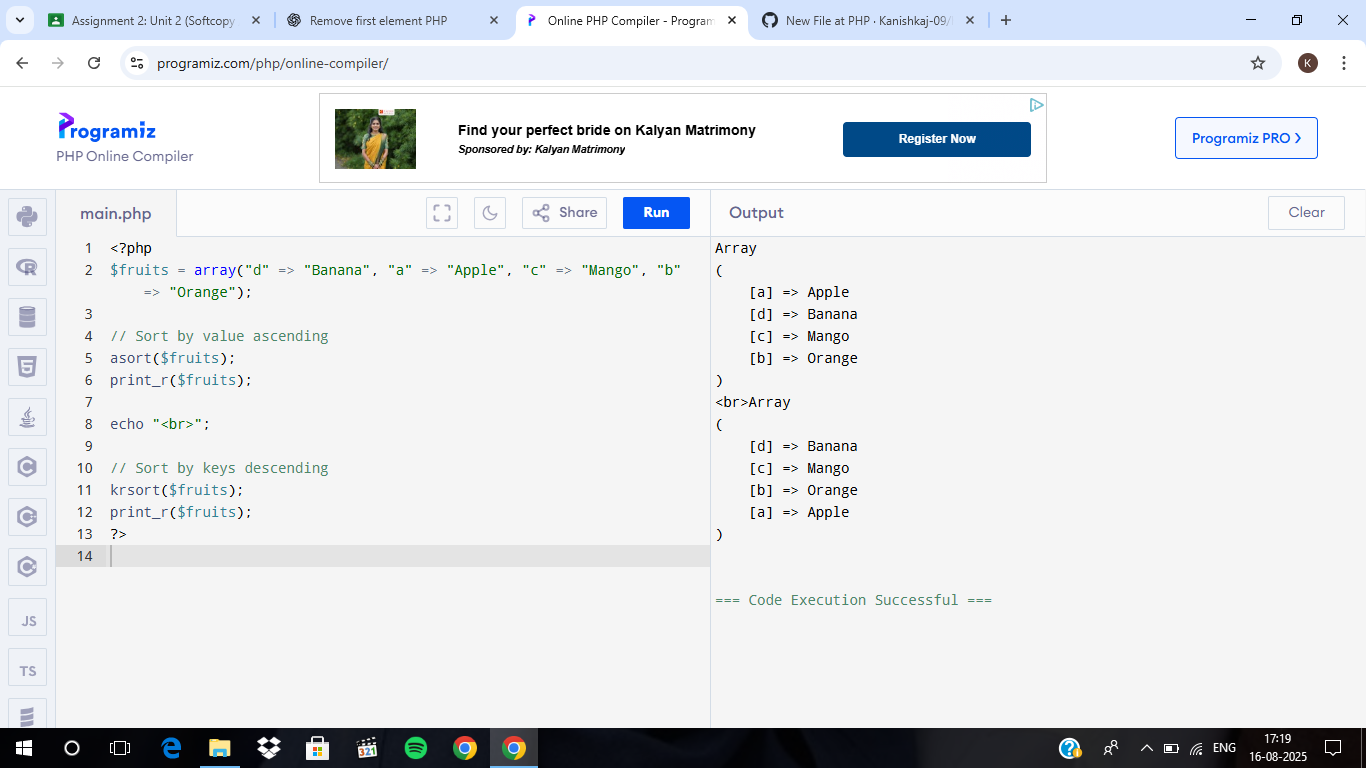 Assignment 2: Unit 2 (Softcopy
Remove first element PHP
Online PHP Compiler - Program
New File at PHP · Kanishkaj-09/
programiz.com/php/online-compiler/
K
Programiz
PHP Online Compiler
Find your perfect bride on Kalyan Matrimony
Sponsored by: Kalyan Matrimony
Register Now
Programiz PRO
main.php
Share
Run
Output
Clear
1 <?php
2 $fruits = array("d" => "Banana", "a" => "Apple", "c" => "Mango", "b"
=> "Orange");
3
4 // Sort by value ascending
5 asort($fruits);
6 print_r($fruits);
7
8 echo "<br>";
9
10 // Sort by keys descending
11 krsort($fruits);
12 print_r($fruits);
13 ?>
14
Array
(
[a] => Apple
[d] => Banana
[c] => Mango
[b] => Orange
)
<br>Array
(
[d] => Banana
[c] => Mango
[b] => Orange
[a] => Apple
)
=== Code Execution Successful ===
JS
TS
321
ENG
17:19
16-08-2025